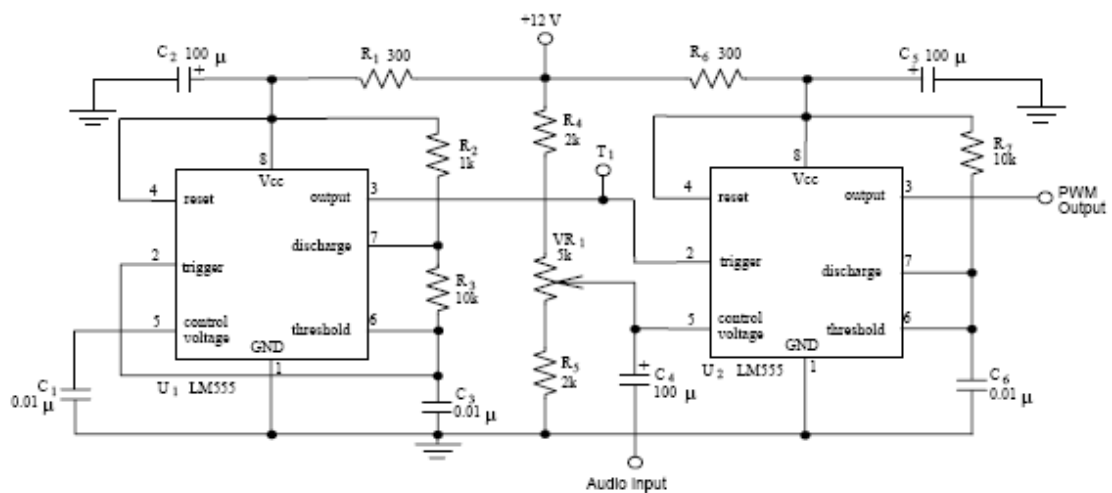 +12 V
C2 100 μ
R1 300
R6 300
C5 100 μ
+
+
R2 1k
R4 2k
R7 10k
T1
8
Vcc
8
Vcc
4
reset
output
3
4
reset
output
3
PWM Output
discharge
7
VR1 5k
2
trigger
2
trigger
R3 10k
discharge
7
5
control voltage
threshold
6
5
control voltage
threshold
6
GND
1
GND
1
U1 LM555
R5 2k
+
C4 100 μ
U2 LM555
C1 0.01 μ
C3 0.01 μ
C6 0.01 μ
Audio Input